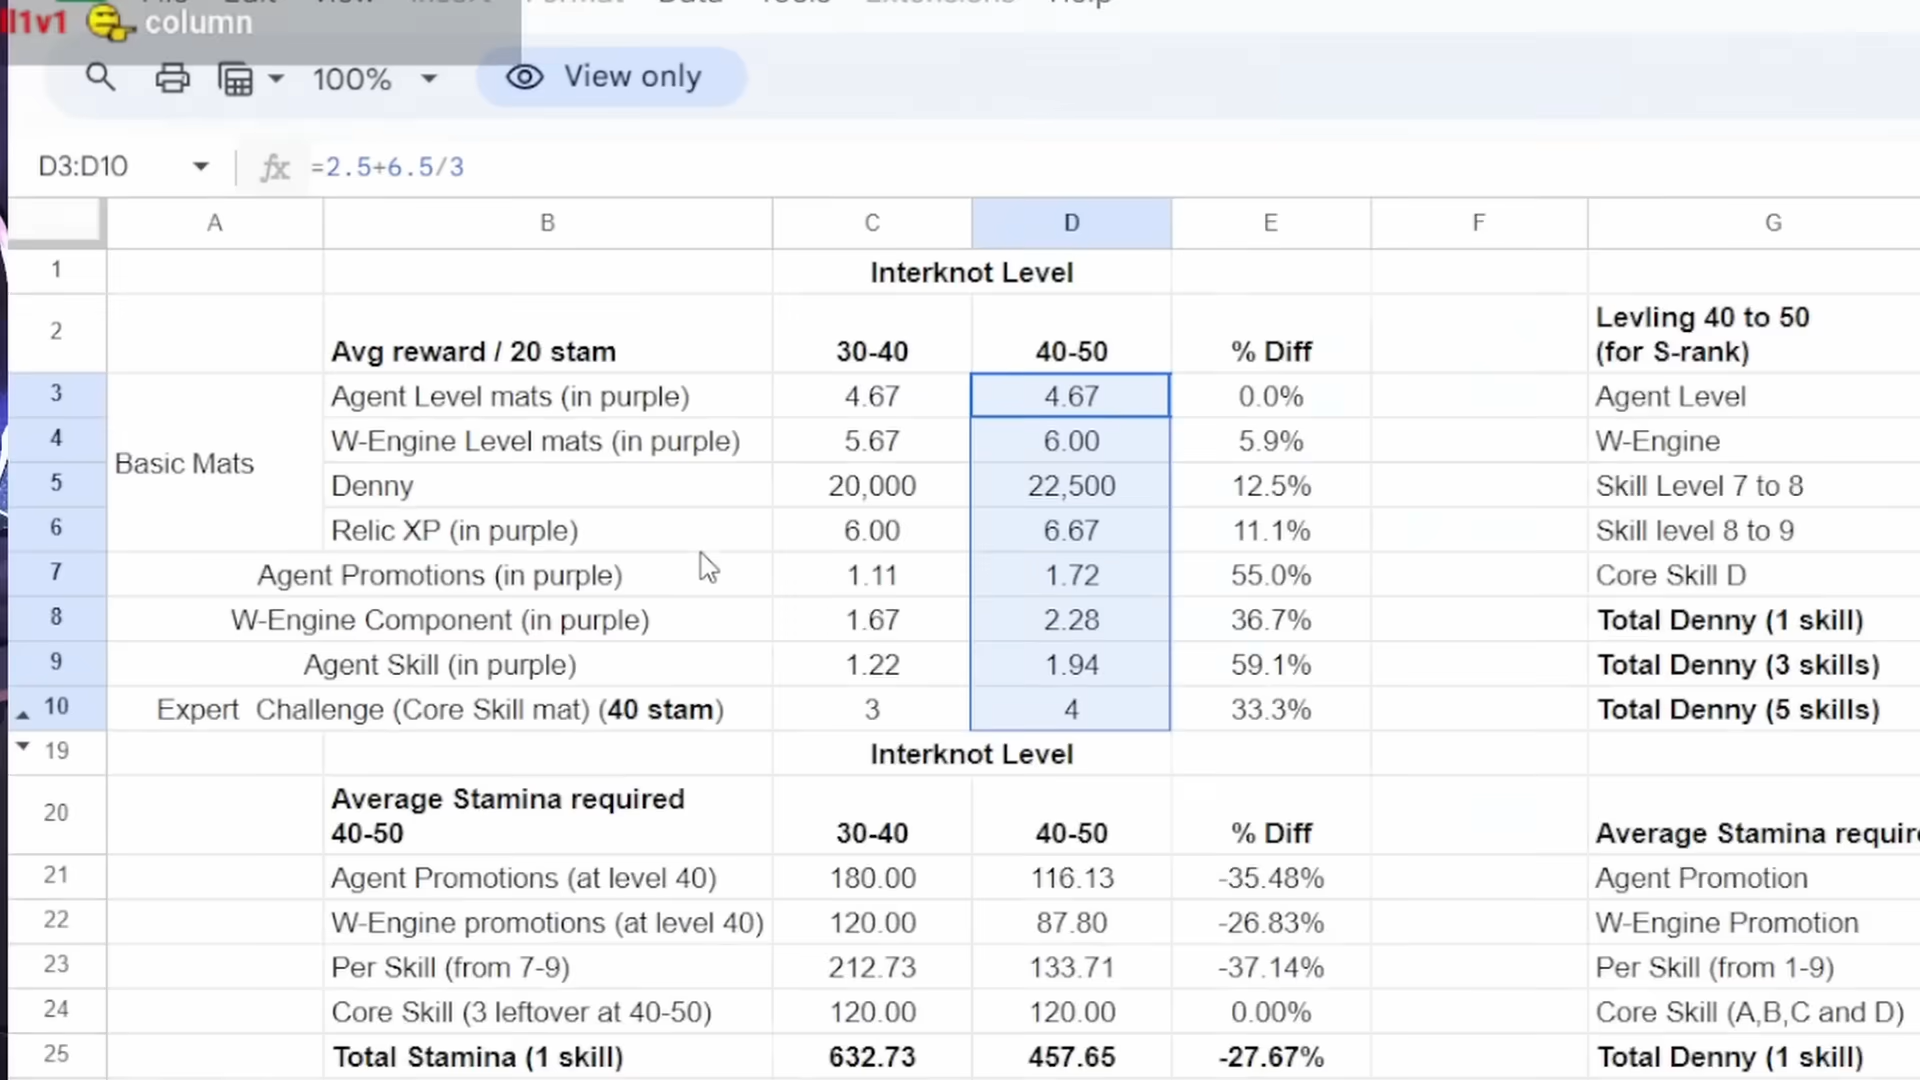 File Edit View Insert Format Data Tools Extensions Help
column
100% View only
D3:D10 fx =2.5+6.5/3
A B C D E F G
1 Interknot Level
2 Avg reward / 20 stam 30-40 40-50 % Diff Levling 40 to 50 (for S-rank)
3 Agent Level mats (in purple) 4.67 4.67 0.0% Agent Level
4 W-Engine Level mats (in purple) 5.67 6.00 5.9% W-Engine
Basic Mats
5 Denny 20,000 22,500 12.5% Skill Level 7 to 8
6 Relic XP (in purple) 6.00 6.67 11.1% Skill level 8 to 9
7 Agent Promotions (in purple) 1.11 1.72 55.0% Core Skill D
8 W-Engine Component (in purple) 1.67 2.28 36.7% Total Denny (1 skill)
9 Agent Skill (in purple) 1.22 1.94 59.1% Total Denny (3 skills)
10 Expert Challenge (Core Skill mat) (40 stam) 3 4 33.3% Total Denny (5 skills)
19 Interknot Level
20 Average Stamina required 40-50 30-40 40-50 % Diff Average Stamina require
21 Agent Promotions (at level 40) 180.00 116.13 -35.48% Agent Promotion
22 W-Engine promotions (at level 40) 120.00 87.80 -26.83% W-Engine Promotion
23 Per Skill (from 7-9) 212.73 133.71 -37.14% Per Skill (from 1-9)
24 Core Skill (3 leftover at 40-50) 120.00 120.00 0.00% Core Skill (A,B,C and D)
25 Total Stamina (1 skill) 632.73 457.65 -27.67% Total Denny (1 skill)